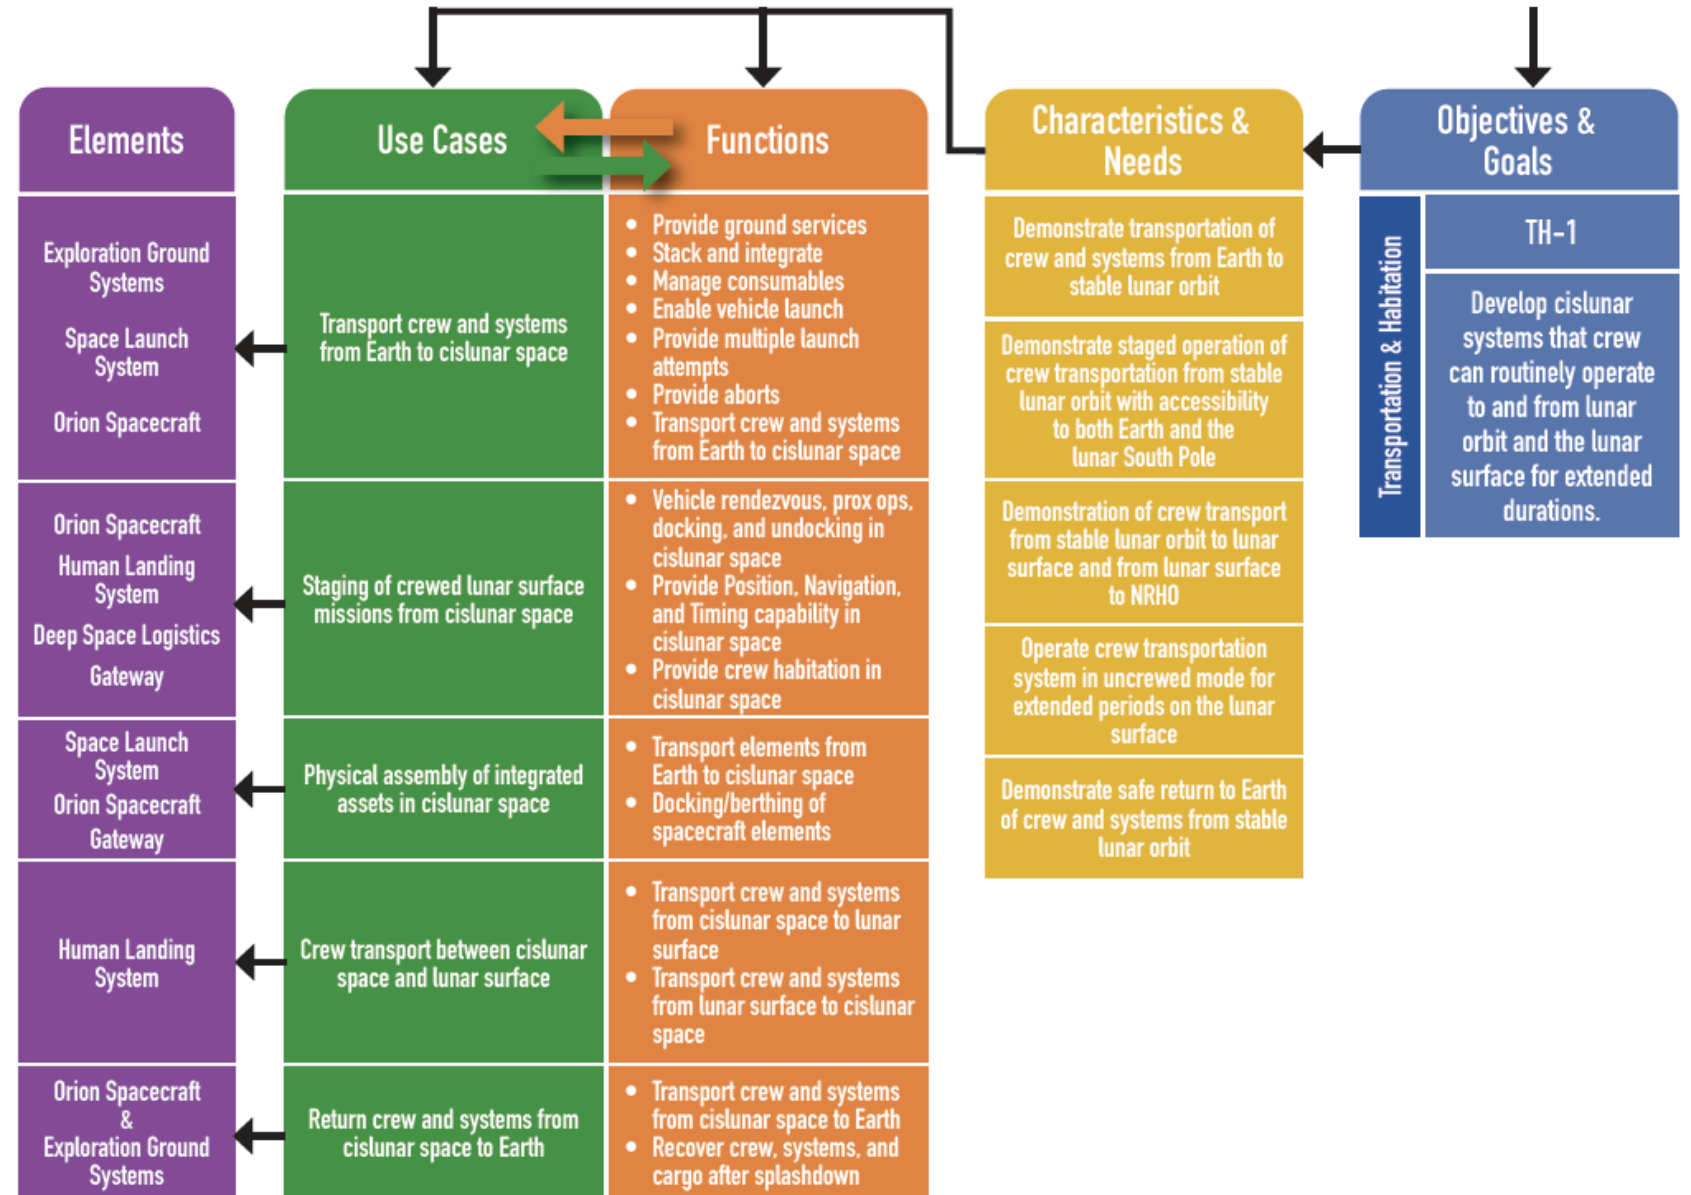 Elements
Exploration Ground
Systems
Space Launch
System
Orion Spacecraft
Orion Spacecraft
Human Landing
System
Deep Space Logistics
Gateway
Space Launch
System
Orion Spacecraft
Gateway
Human Landing
System
Orion Spacecraft
&
Exploration Ground
Systems
Use Cases
Transport crew and systems
from Earth to cislunar space
Staging of crewed lunar surface
missions from cislunar space
Physical assembly of integrated
assets in cislunar space
Crew transport between cislunar
space and lunar surface
Return crew and systems from
cislunar space to Earth
Functions
• Provide ground services
• Stack and integrate
• Manage consumables
• Enable vehicle launch
• Provide multiple launch
attempts
• Provide aborts
• Transport crew and systems
from Earth to cislunar space
• Vehicle rendezvous, prox ops,
docking, and undocking in
cislunar space
• Provide Position, Navigation,
and Timing capability in
cislunar space
• Provide crew habitation in
cislunar space
• Transport elements from
Earth to cislunar space
• Docking/berthing of
spacecraft elements
• Transport crew and systems
from cislunar space to lunar
surface
• Transport crew and systems
from lunar surface to cislunar
space
• Transport crew and systems
from cislunar space to Earth
• Recover crew, systems, and
cargo after splashdown
Characteristics &
Needs
Demonstrate transportation of
crew and systems from Earth to
stable lunar orbit
Demonstrate staged operation of
crew transportation from stable
lunar orbit with accessibility
to both Earth and the
lunar South Pole
Demonstration of crew transport
from stable lunar orbit to lunar
surface and from lunar surface
to NRHO
Operate crew transportation
system in uncrewed mode for
extended periods on the lunar
surface
Demonstrate safe return to Earth
of crew and systems from stable
lunar orbit
Objectives &
Goals
Transportation & Habitation
TH-1
Develop cislunar
systems that crew
can routinely operate
to and from lunar
orbit and the lunar
surface for extended
durations.